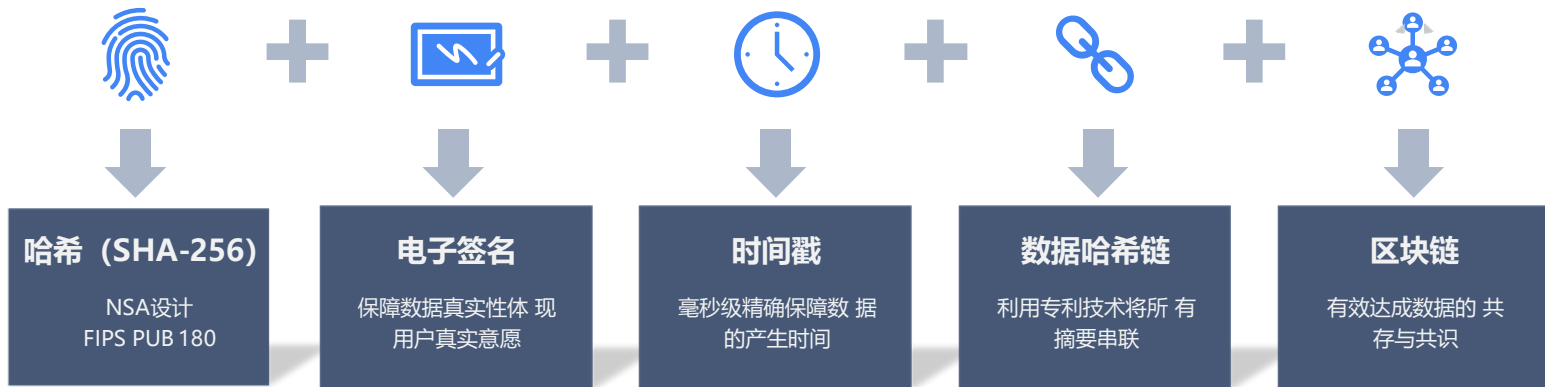 哈希（SHA-256）
NSA设计
FIPS PUB 180
电子签名
保障数据真实性体 现
用户真实意愿
时间戳
毫秒级精确保障数 据
的产生时间
数据哈希链
利用专利技术将所 有
摘要串联
区块链
有效达成数据的 共
存与共识